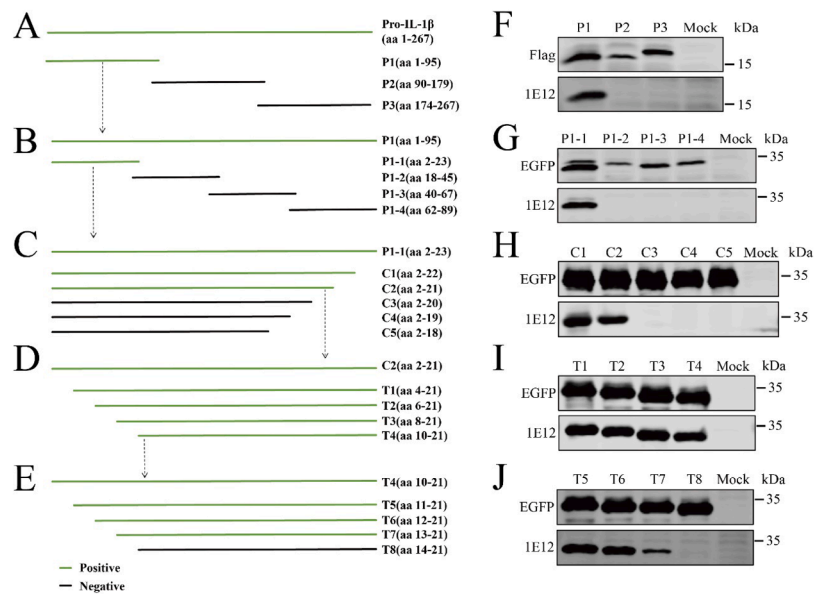 A
Pro-IL-1β
(aa 1-267)
P1(aa 1-95)
P2(aa 90-179)
P3(aa 174-267)
B
P1(aa 1-95)
P1-1(aa 2-23)
P1-2(aa 18-45)
P1-3(aa 40-67)
P1-4(aa 62-89)
C
P1-1(aa 2-23)
C1(aa 2-22)
C2(aa 2-21)
C3(aa 2-20)
C4(aa 2-19)
C5(aa 2-18)
D
C2(aa 2-21)
T1(aa 4-21)
T2(aa 6-21)
T3(aa 8-21)
T4(aa 10-21)
E
T4(aa 10-21)
T5(aa 11-21)
T6(aa 12-21)
T7(aa 13-21)
T8(aa 14-21)
Positive
Negative
F
P1 P2 P3 Mock kDa
Flag
15
1E12
15
G
P1-1 P1-2 P1-3 P1-4 Mock kDa
EGFP
35
1E12
35
H
C1 C2 C3 C4 C5 Mock kDa
EGFP
35
1E12
35
I
T1 T2 T3 T4 Mock kDa
EGFP
35
1E12
35
J
T5 T6 T7 T8 Mock kDa
EGFP
35
1E12
35